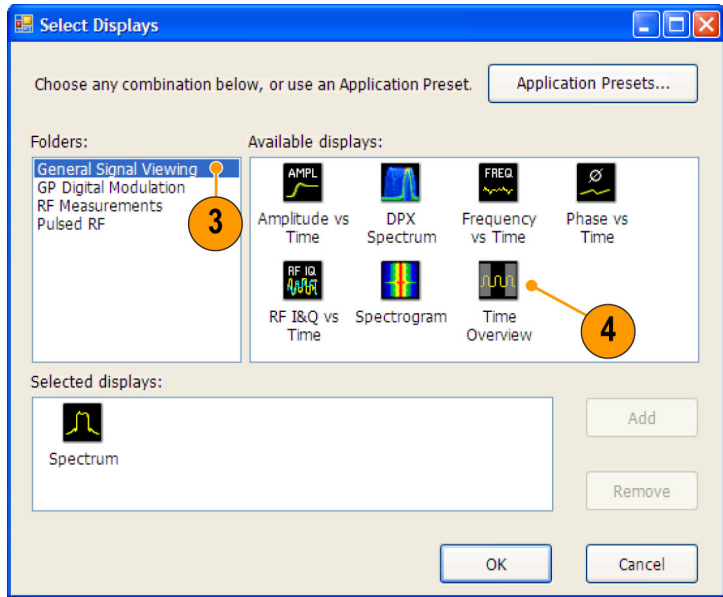 Select Displays
Choose any combination below, or use an Application Preset.
Application Presets...
Folders:
Available displays:
General Signal Viewing
GP Digital Modulation
RF Measurements
Pulsed RF
3
AMPL
Amplitude vs
Time
DPX
Spectrum
FREQ
Frequency
vs Time
Ø
Phase vs
Time
RF IQ
RF I&Q vs
Time
Spectrogram
Time
Overview
4
Selected displays:
Spectrum
Add
Remove
OK
Cancel